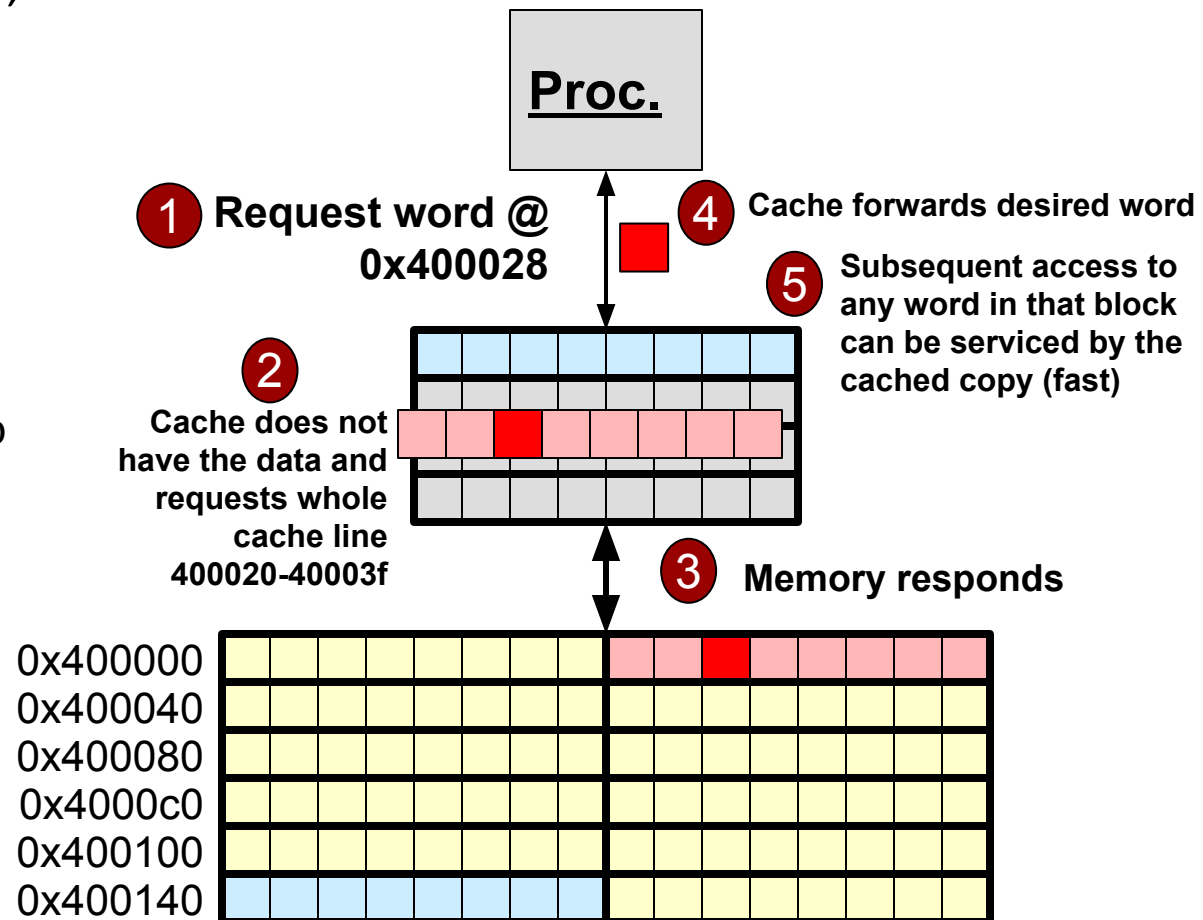 )
Proc.
1
Request word @
0x400028
4
Cache forwards desired word
5
Subsequent access to
any word in that block
can be serviced by the
cached copy (fast)
2
Cache does not
have the data and
requests whole
cache line
400020-40003f
3
Memory responds
0x400000
0x400040
0x400080
0x4000c0
0x400100
0x400140